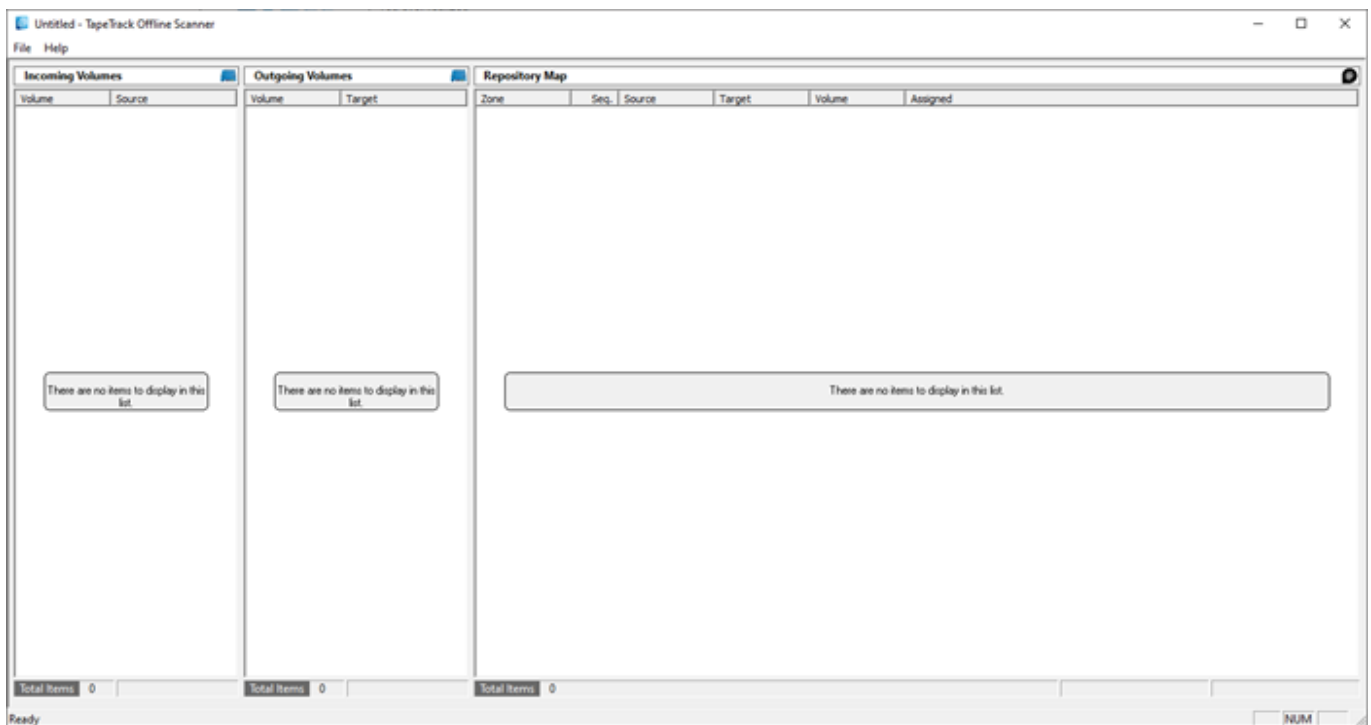 Untitled - TapeTrack Offline Scanner
File Help
Incoming Volumes Outgoing Volumes Repository Map
Volume Source Volume Target Zone Seq. Source Target Volume Assigned
There are no items to display in this
list.
There are no items to display in this
list.
There are no items to display in this list.
Total Items 0 Total Items 0 Total Items 0
Ready NUM